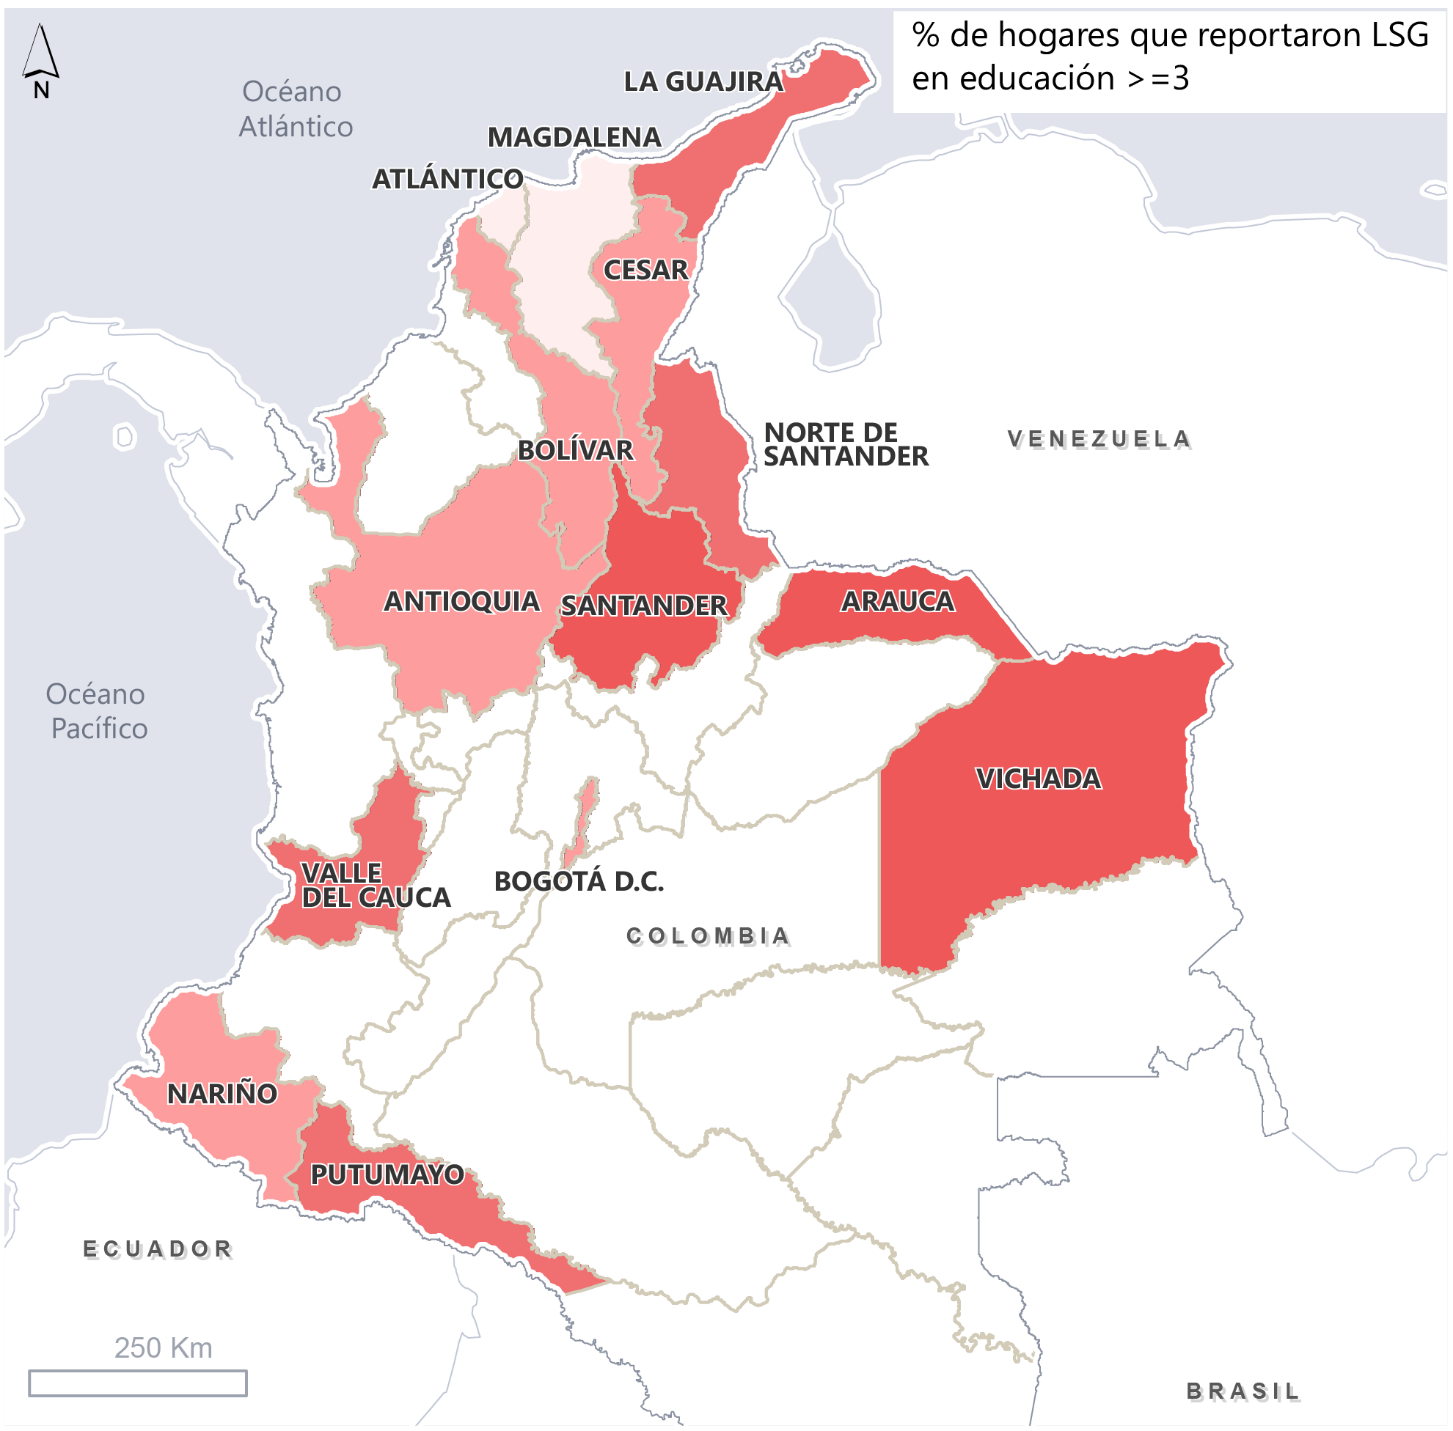 % de hogares que reportaron LSG
en educación >=3
N
Océano
Atlántico
LA GUAJIRA
MAGDALENA
ATLÁNTICO
CESAR
NORTE DE
SANTANDER
VENEZUELA
BOLÍVAR
ANTIOQUIA
SANTANDER
ARAUCA
Océano
Pacífico
VICHADA
VALLE
DEL CAUCA
BOGOTÁ D.C.
COLOMBIA
NARIÑO
PUTUMAYO
ECUADOR
250 Km
BRASIL